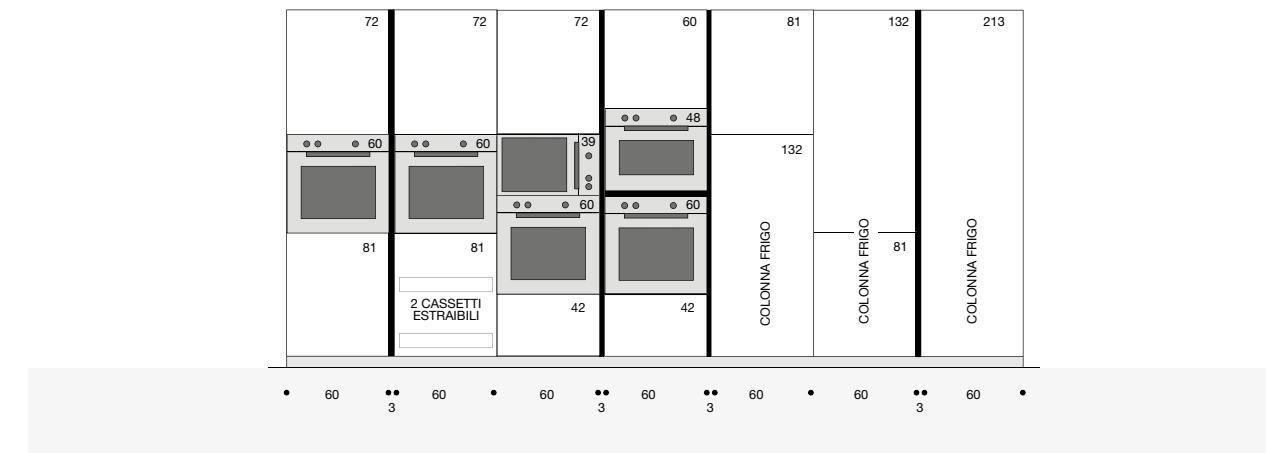 72 72 72 60 81 132 213
48
60 60 39
132
60 60
81 81 81
COLONNA FRIGO COLONNA FRIGO COLONNA FRIGO
2 CASSETTI
ESTRAIBILI
42 42
60 60 60 60 60 60 60
3 3 3 3